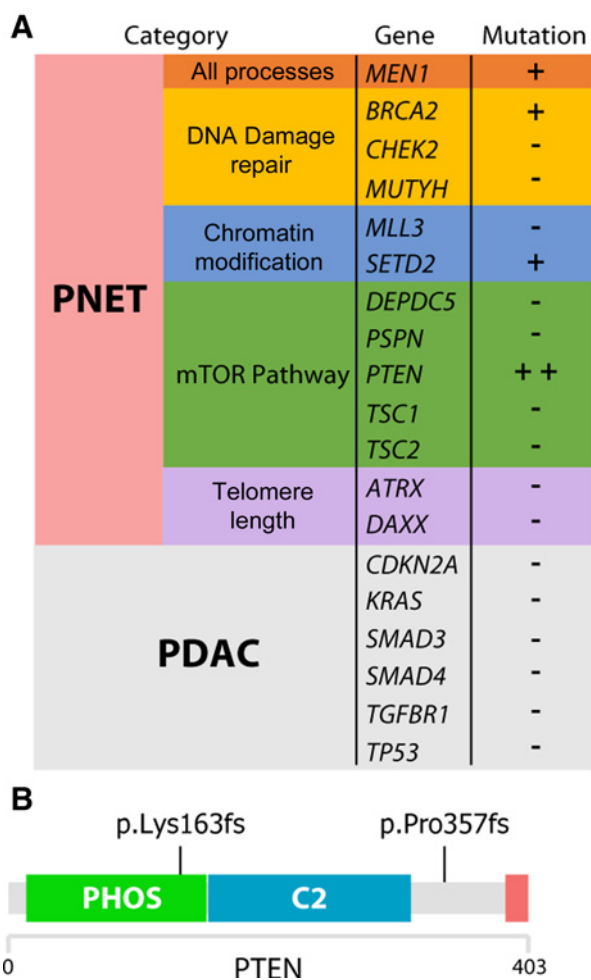 A
Category Gene Mutation
All processes MEN1 +
DNA Damage repair BRCA2 +
CHEK2 -
MUTYH -
Chromatin modification MLL3 -
SETD2 +
PNET
mTOR Pathway DEPDC5 -
PSPN -
PTEN + +
TSC1 -
TSC2 -
Telomere length ATRX -
DAXX -
PDAC CDKN2A -
KRAS -
SMAD3 -
SMAD4 -
TGFBR1 -
TP53 -
B
p.Lys163fs p.Pro357fs
PHOS C2
0 PTEN 403